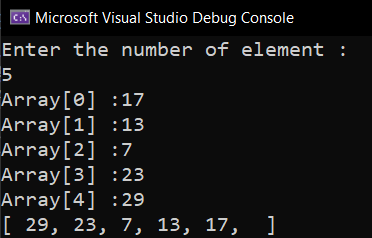 Microsoft Visual Studio Debug Console
Enter the number of element :
5
Array[0] :17
Array[1] :13
Array[2] :7
Array[3] :23
Array[4] :29
[ 29, 23, 7, 13, 17,  ]